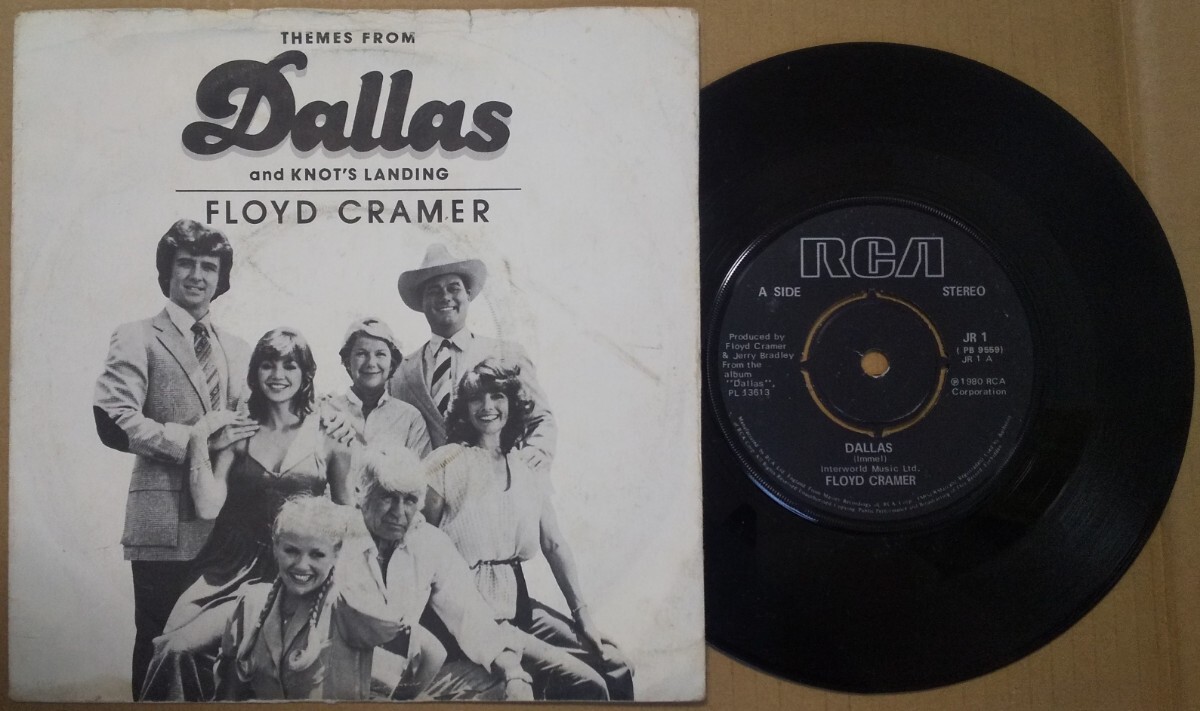 THEMES FROM
Dallas
and KNOT'S LANDING
FLOYD CRAMER
RCA
A SIDE
STEREO
Produced by
Floyd Cramer
& Jerry Bradley
From the
album
"Dallas",
PL 13613
JR 1
( PB 9559)
JR 1 A
℗ 1980 RCA
Corporation
DALLAS
(Immel)
Interworld Music Ltd.
FLOYD CRAMER